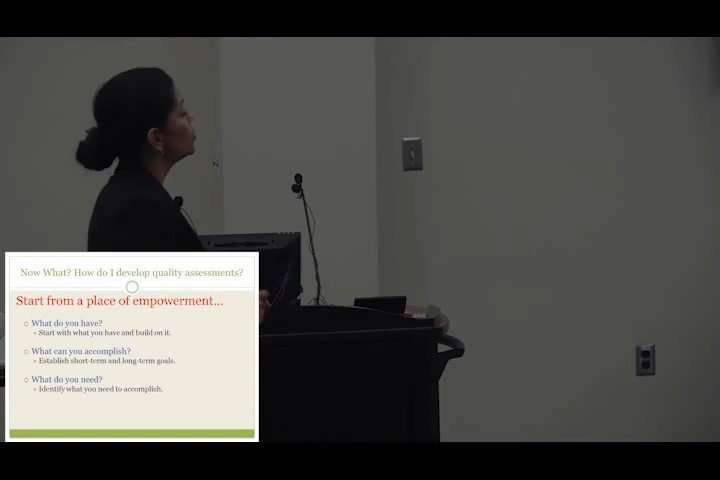 Now What? How do I develop quality assessments?
Start from a place of empowerment...
What do you have?
Start with what you have and build on it.
What can you accomplish?
Establish short-term and long-term goals.
What do you need?
Identify what you need to accomplish.